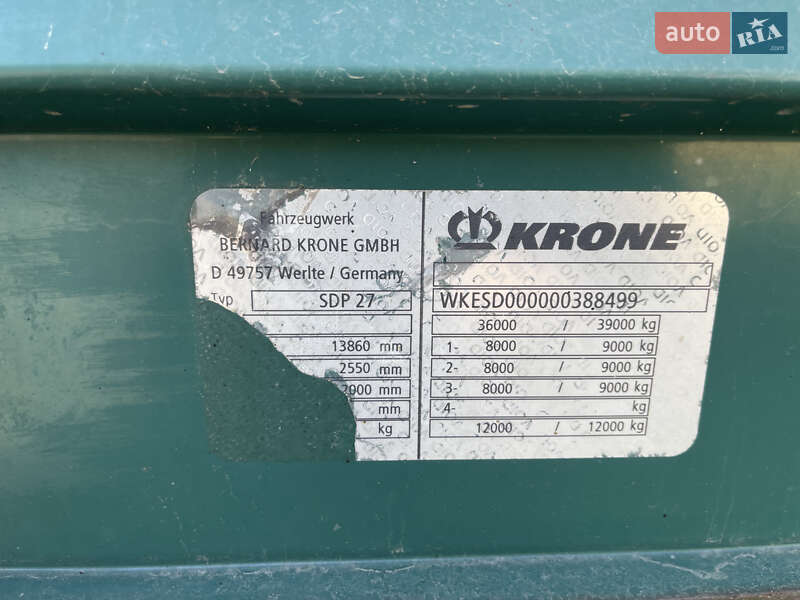 auto RIA .com
Fahrzeugwerk
BERNARD KRONE GMBH
D 49757 Werlte / Germany
Typ SDP 27
13860 mm
2550 mm
mm
mm
kg
KRONE
WKESD000000388499
36000 / 39000 kg
1- 8000 / 9000 kg
2- 8000 / 9000 kg
3- 8000 / 9000 kg
4- kg
12000 / 12000 kg